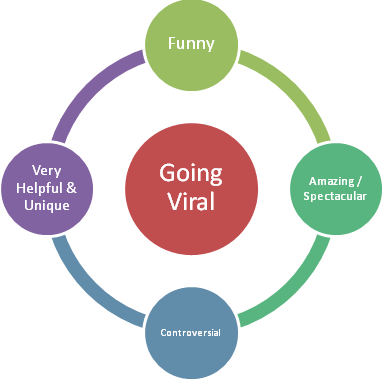 Funny
Very
Helpful &
Unique
Going
Viral
Amazing /
Spectacular
Controversial